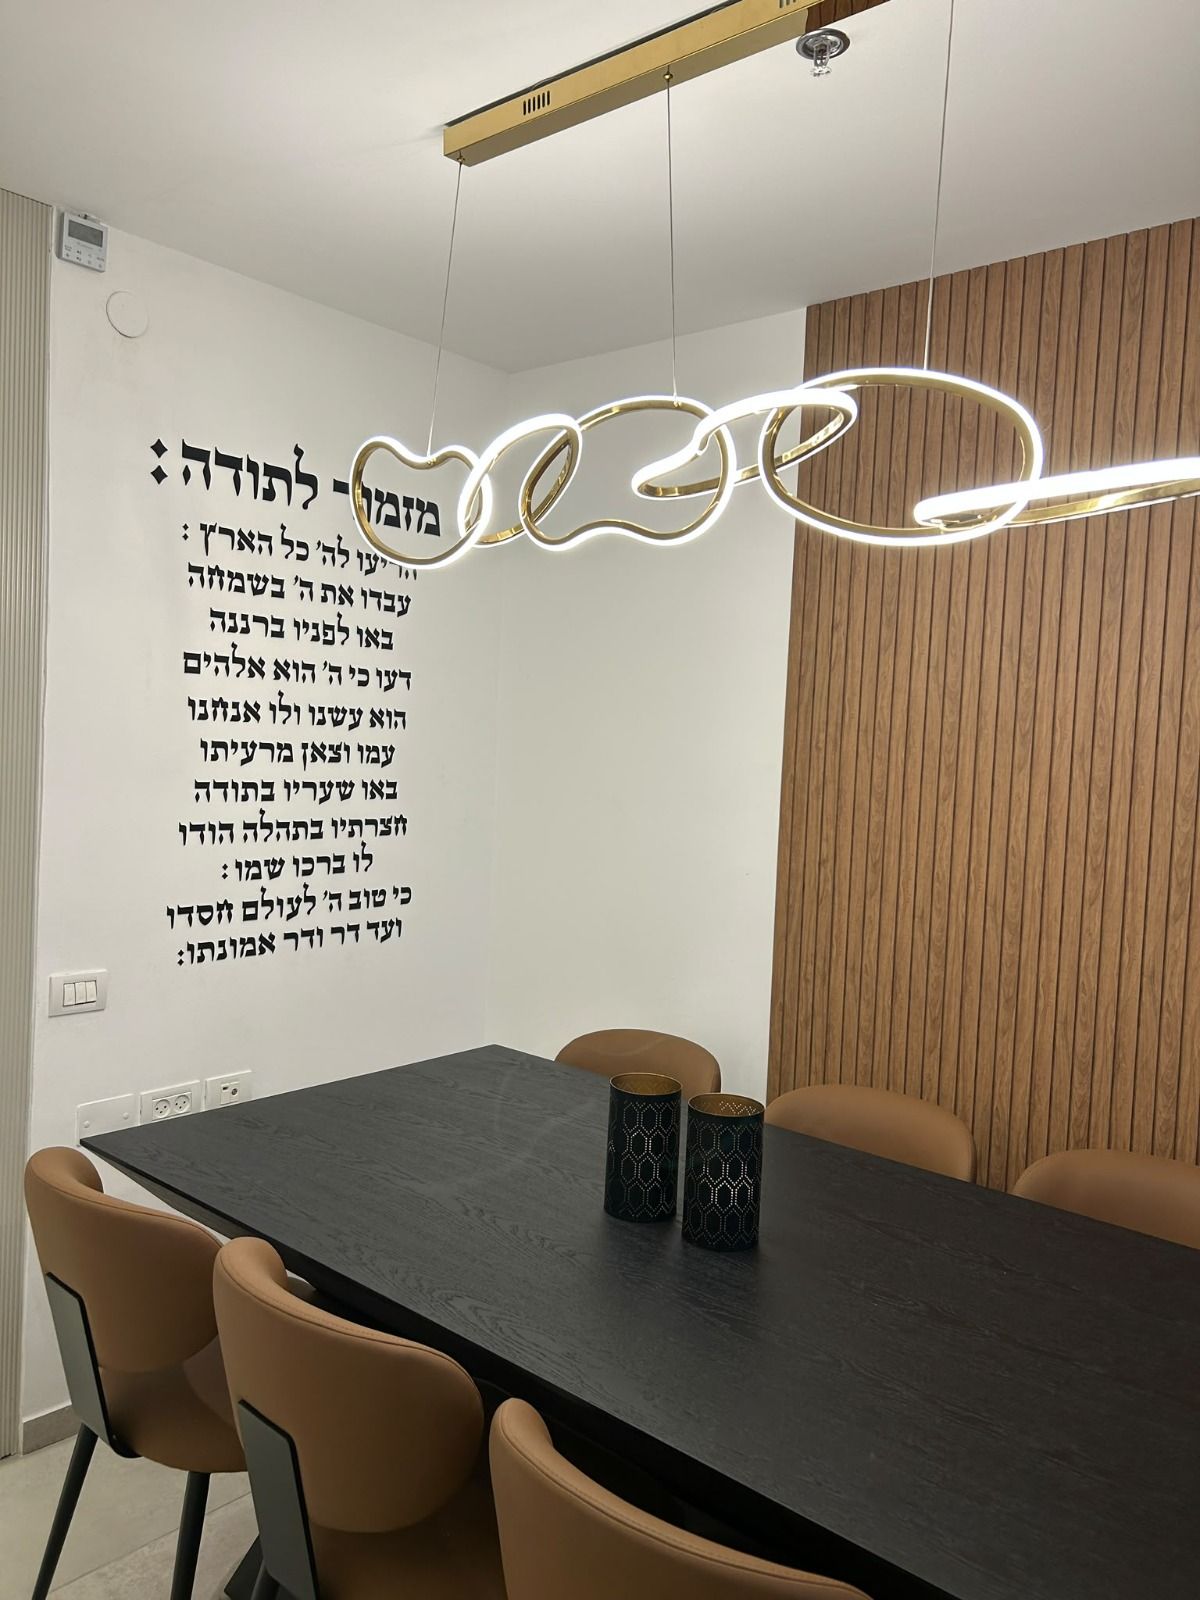 מזמור לתודה:
הריעו לה' כל הארץ:
עבדו את ה' בשמחה
באו לפניו ברננה
דעו כי ה' הוא אלהים
הוא עשנו ולו אנחנו
עמו וצאן מרעיתו
באו שעריו בתודה
חצרתיו בתהלה הודו
לו ברכו שמו:
כי טוב ה' לעולם חסדו
ועד דר ודר אמונתו: